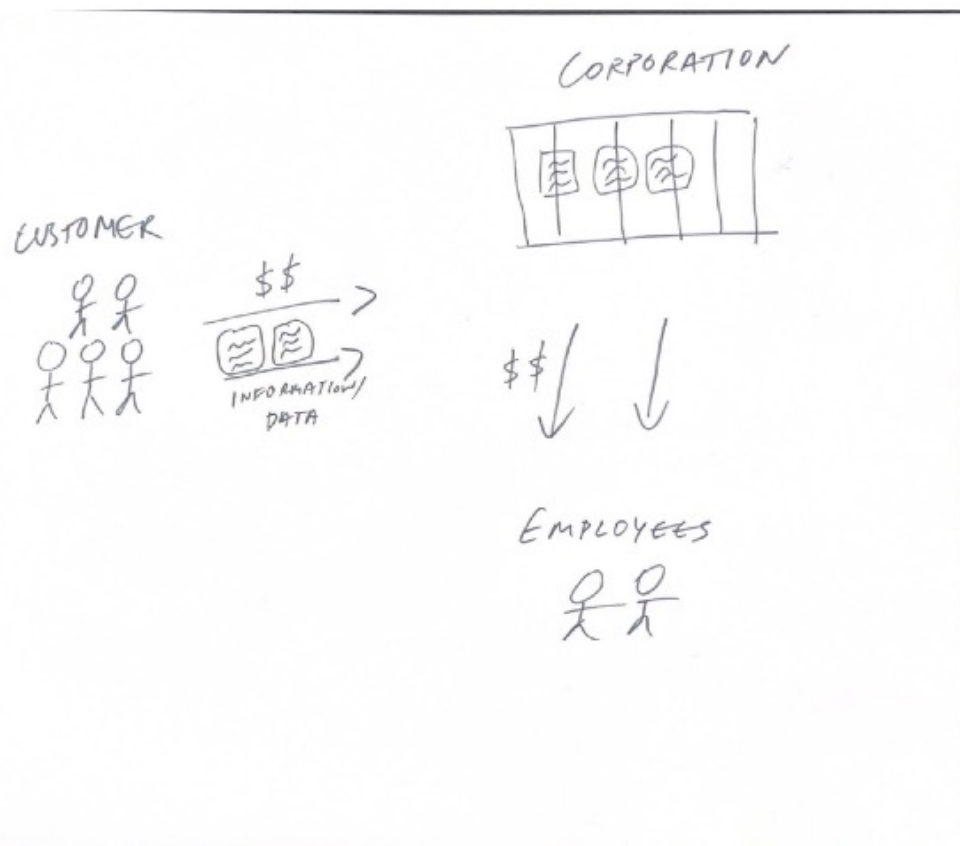 CORPORATION
CUSTOMER
$$
INFORMATION/
DATA
$$
EMPLOYEES